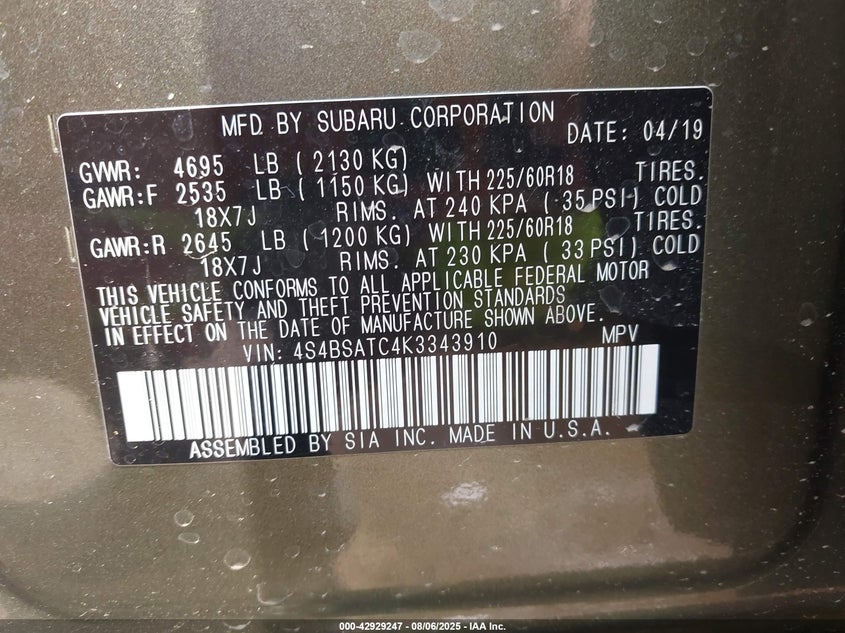 MFD BY SUBARU CORPORATION DATE: 04/19
GVWR: 4695 LB ( 2130 KG)
GAWR:F 2535 LB ( 1150 KG) WITH 225/60R18 TIRES.
18X7J RIMS. AT 240 KPA ( 35 PSI) COLD
GAWR:R 2645 LB ( 1200 KG) WITH 225/60R18 TIRES.
18X7J RIMS. AT 230 KPA ( 33 PSI) COLD
THIS VEHICLE CONFORMS TO ALL APPLICABLE FEDERAL MOTOR
VEHICLE SAFETY AND THEFT PREVENTION STANDARDS
IN EFFECT ON THE DATE OF MANUFACTURE SHOWN ABOVE.
VIN: 4S4BSATC4K3343910 MPV
ASSEMBLED BY SIA INC. MADE IN U.S.A.
000-42929247 - 08/06/2025 - IAA Inc.